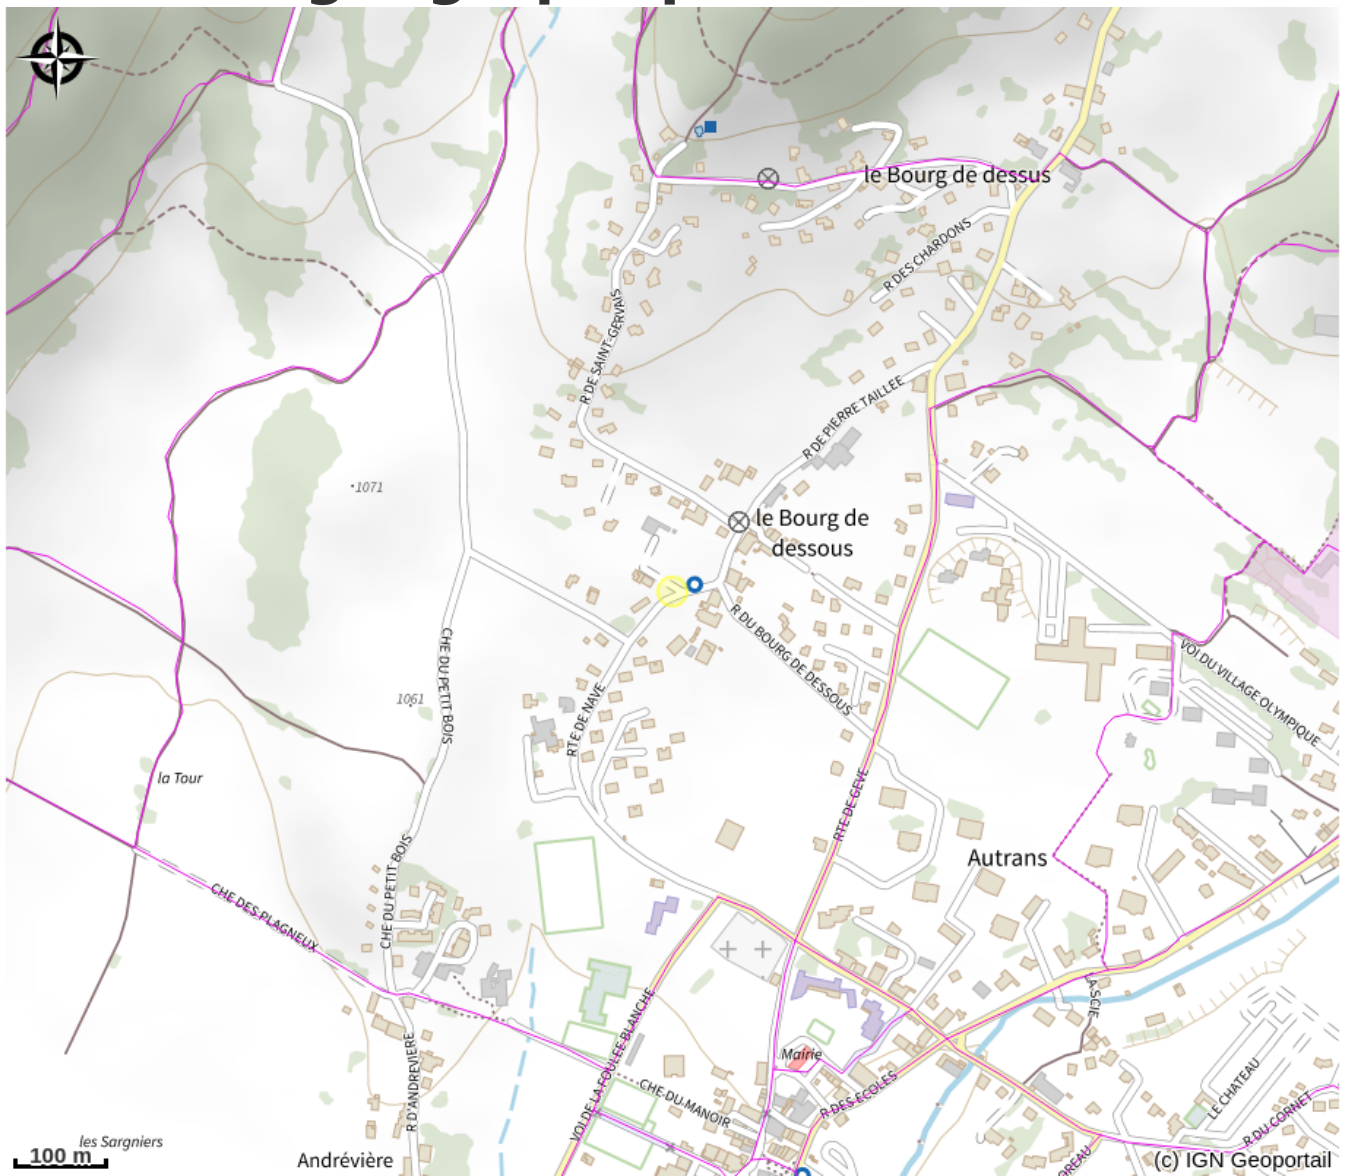 le Bourg de dessus
R DES CHARDONS
R DE SAINT-GERVAIS
R DE PIERRE TAILLEE
1071
le Bourg de
dessous
R DU BOURG DE DESSOUS
CHE DU PETIT BOIS
VOI DU VILLAGE OLYMPIQUE
1061
RTE DE NAVE
la Tour
RTE DE GEVE
CHE DU PETIT BOIS
Autrans
CHE DES PLAGNEUX
LA SCIE
VOI DE LA FOULEE BLANCHE
Mairie
R D'ANDREVIERE
CHE DU MANOIR
R DES ECOLES
LE CHATEAU
R DU CORNET
les Sargniers
100 m
Andrévière
(c) IGN Geoportail